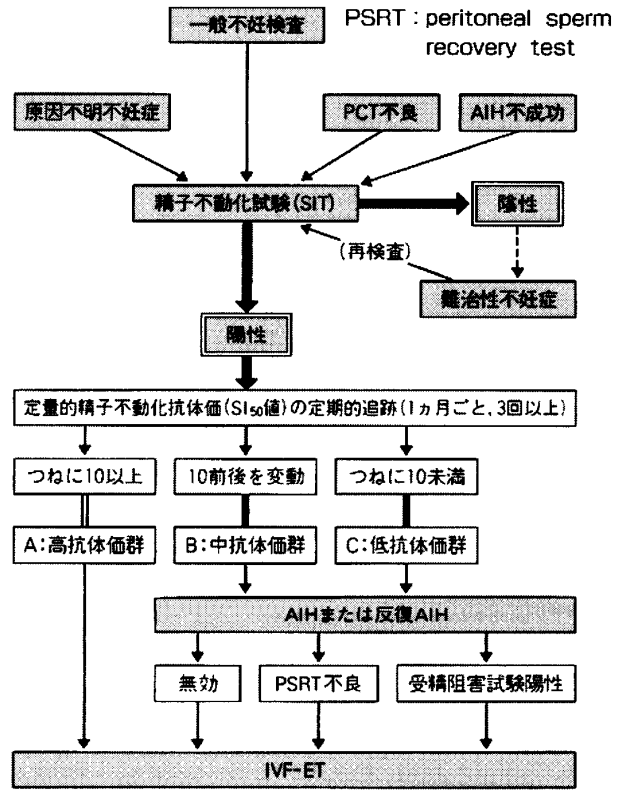 一般不妊検査
PSRT：peritoneal sperm
recovery test
原因不明不妊症
PCT不良
AIH不成功
精子不動化試験(SIT)
陰性
(再検査)
難治性不妊症
陽性
定量的精子不動化抗体価(SI₅₀値)の定期的追跡(1ヵ月ごと,3回以上)
つねに10以上
10前後を変動
つねに10未満
A：高抗体価群
B：中抗体価群
C：低抗体価群
AIHまたは反復AIH
無効
PSRT不良
受精阻害試験陽性
IVF-ET